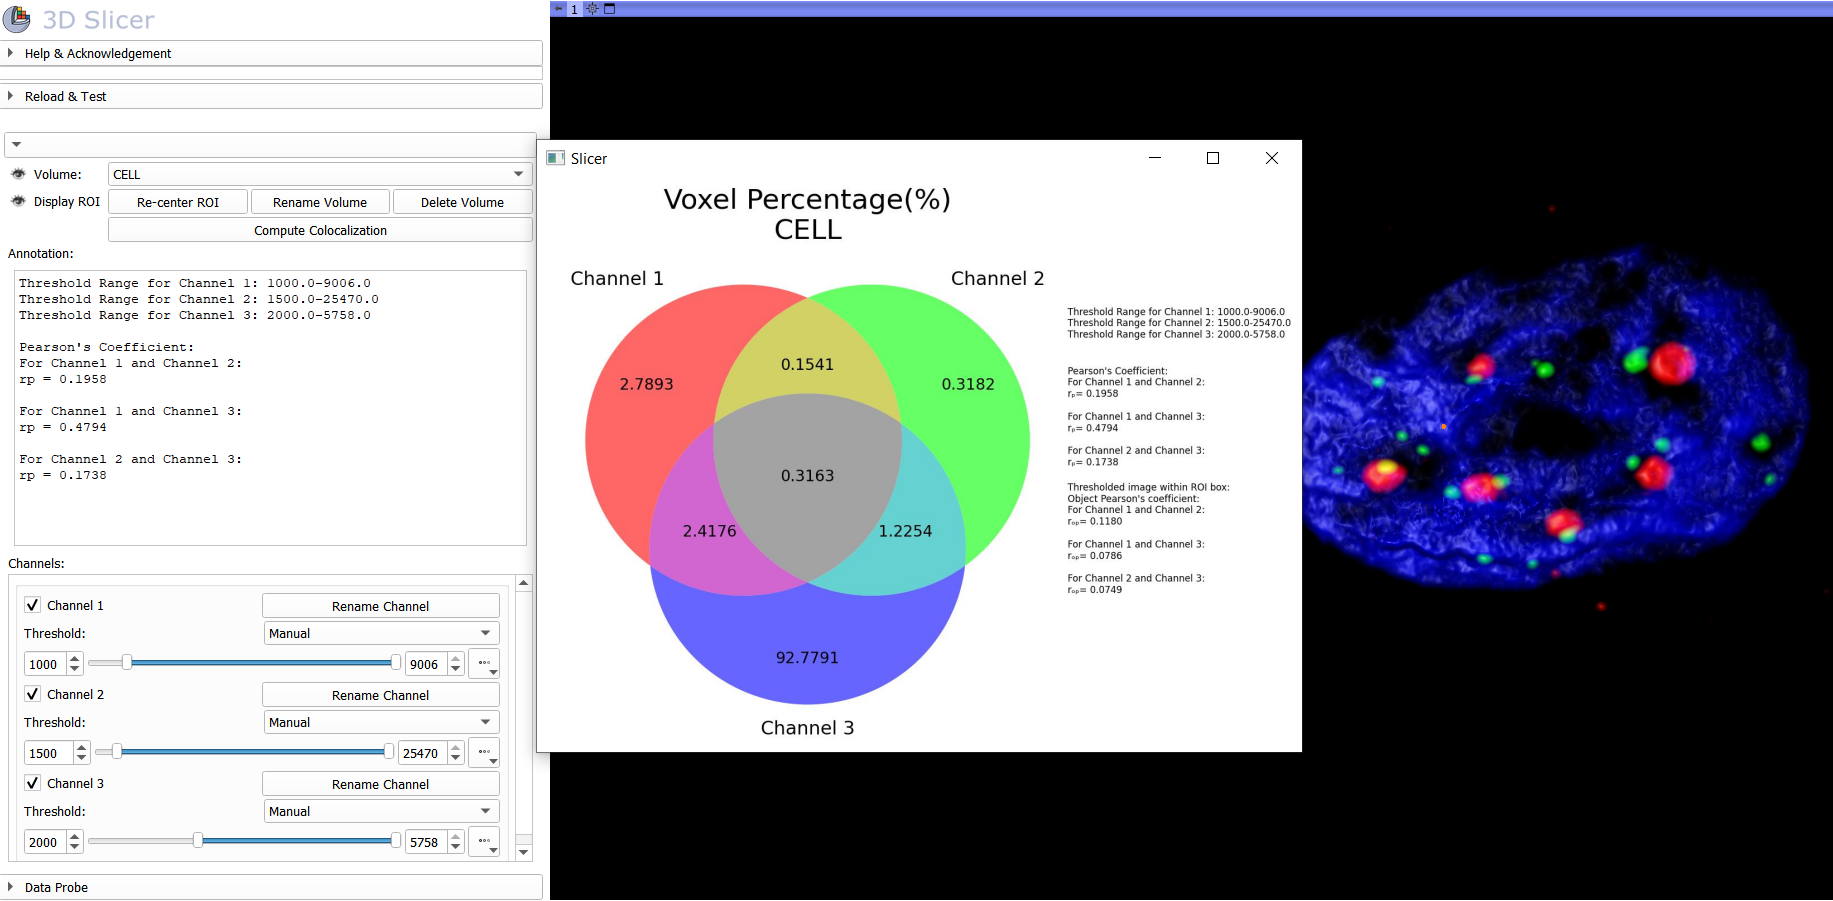 3D Slicer
Help & Acknowledgement
Reload & Test
Volume:
CELL
Display ROI
Re-center ROI
Rename Volume
Delete Volume
Compute Colocalization
Annotation:
Threshold Range for Channel 1: 1000.0-9006.0
Threshold Range for Channel 2: 1500.0-25470.0
Threshold Range for Channel 3: 2000.0-5758.0
Pearson's Coefficient:
For Channel 1 and Channel 2:
rp = 0.1958
For Channel 1 and Channel 3:
rp = 0.4794
For Channel 2 and Channel 3:
rp = 0.1738
Channels:
Channel 1
Rename Channel
Threshold:
Manual
1000
9006
Channel 2
Rename Channel
Threshold:
Manual
1500
25470
Channel 3
Rename Channel
Threshold:
Manual
2000
5758
Data Probe
1
Slicer
Voxel Percentage(%)
CELL
Channel 1
Channel 2
0.1541
2.7893
0.3182
0.3163
2.4176
1.2254
92.7791
Channel 3
Threshold Range for Channel 1: 1000.0-9006.0
Threshold Range for Channel 2: 1500.0-25470.0
Threshold Range for Channel 3: 2000.0-5758.0
Pearson's Coefficient:
For Channel 1 and Channel 2:
rₚ= 0.1958
For Channel 1 and Channel 3:
rₚ= 0.4794
For Channel 2 and Channel 3:
rₚ= 0.1738
Thresholded image within ROI box:
Object Pearson's coefficient:
For Channel 1 and Channel 2:
rₒₚ= 0.1180
For Channel 1 and Channel 3:
rₒₚ= 0.0786
For Channel 2 and Channel 3:
rₒₚ= 0.0749